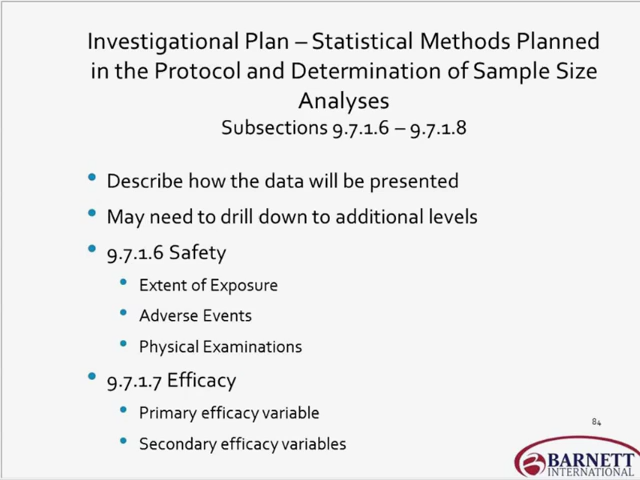 Investigational Plan – Statistical Methods Planned
in the Protocol and Determination of Sample Size
Analyses
Subsections 9.7.1.6 – 9.7.1.8
• Describe how the data will be presented
• May need to drill down to additional levels
• 9.7.1.6 Safety
• Extent of Exposure
• Adverse Events
• Physical Examinations
• 9.7.1.7 Efficacy
• Primary efficacy variable
• Secondary efficacy variables
84
BARNETT
INTERNATIONAL